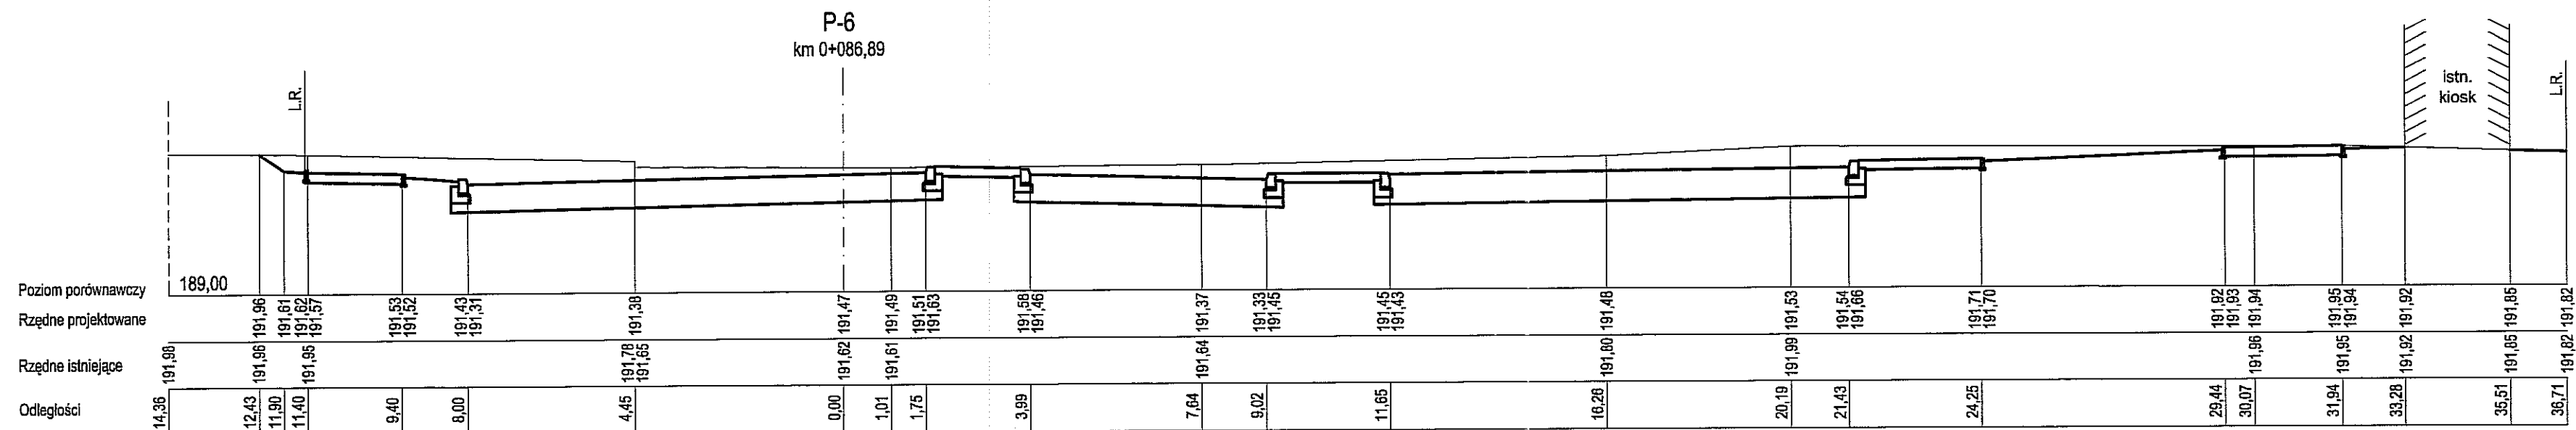 P-6
km 0+086,89
L.R.
istn.
kiosk
L.R.
Poziom porównawczy 189,00
Rzędne projektowane 191,96 191,61 191,62 191,57 191,53 191,52 191,43 191,31 191,38 191,47 191,49 191,51 191,63 191,58 191,46 191,37 191,33 191,45 191,45 191,43 191,48 191,53 191,54 191,66 191,71 191,70 191,92 191,93 191,94 191,95 191,94 191,92 191,85 191,82
Rzędne istniejące 191,98 191,96 191,95 191,78 191,65 191,62 191,61 191,64 191,80 191,99 191,96 191,95 191,92 191,85 191,82
Odległości 14,36 12,43 11,90 11,40 9,40 8,00 4,45 0,00 1,01 1,75 3,99 7,64 9,02 11,65 16,28 20,19 21,43 24,25 29,44 30,07 31,94 33,28 35,51 36,71